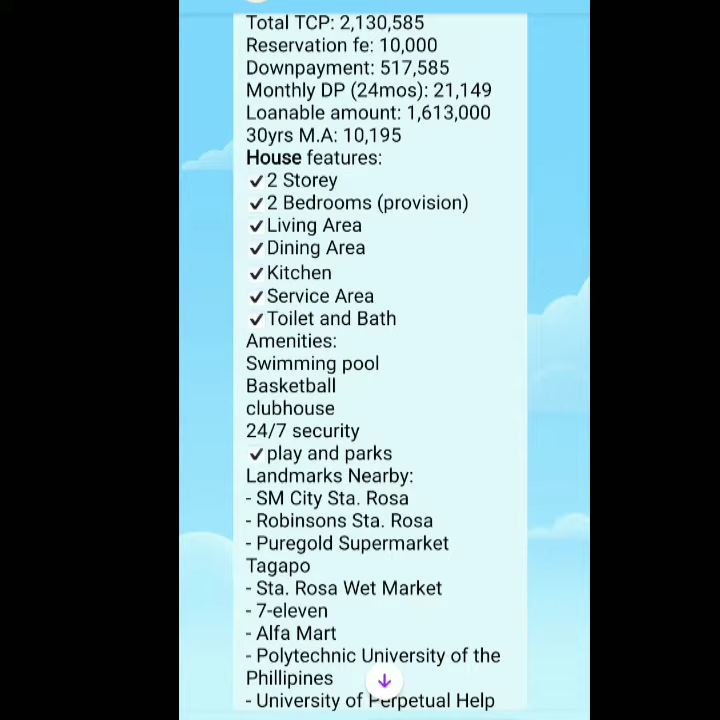 Total TCP: 2,130,585
Reservation fe: 10,000
Downpayment: 517,585
Monthly DP (24mos): 21,149
Loanable amount: 1,613,000
30yrs M.A: 10,195
House features:
✔2 Storey
✔2 Bedrooms (provision)
✔Living Area
✔Dining Area
✔Kitchen
✔Service Area
✔Toilet and Bath
Amenities:
Swimming pool
Basketball
clubhouse
24/7 security
✔play and parks
Landmarks Nearby:
- SM City Sta. Rosa
- Robinsons Sta. Rosa
- Puregold Supermarket
Tagapo
- Sta. Rosa Wet Market
- 7-eleven
- Alfa Mart
- Polytechnic University of the
Phillipines
- University of Perpetual Help